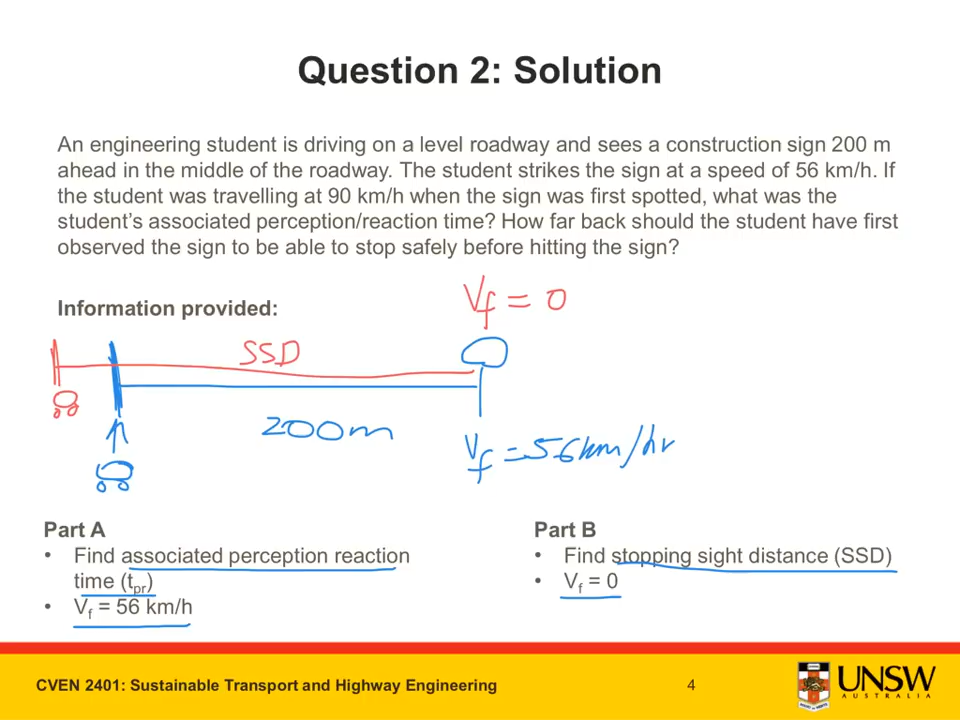 Question 2: Solution
An engineering student is driving on a level roadway and sees a construction sign 200 m
ahead in the middle of the roadway. The student strikes the sign at a speed of 56 km/h. If
the student was travelling at 90 km/h when the sign was first spotted, what was the
student's associated perception/reaction time? How far back should the student have first
observed the sign to be able to stop safely before hitting the sign?
Information provided:
Vf = 0
SSD
200m
Vf = 56km/hr
Part A
• Find associated perception reaction
time (tpr)
• Vf = 56 km/h
Part B
• Find stopping sight distance (SSD)
• Vf = 0
CVEN 2401: Sustainable Transport and Highway Engineering
4
UNSW
AUSTRALIA